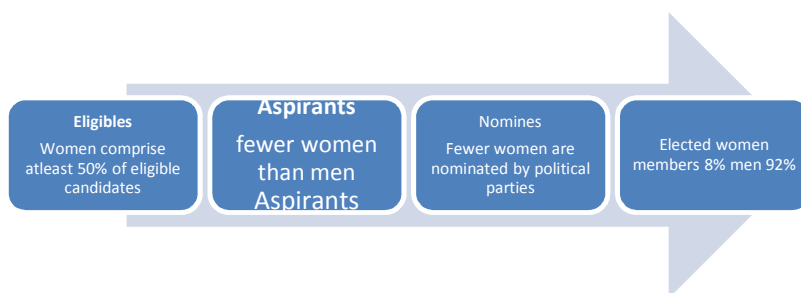 Eligibles
Women comprise
atleast 50% of eligible
candidates
Aspirants
fewer women
than men
Aspirants
Nomines
Fewer women are
nominated by political
parties
Elected women
members 8% men 92%